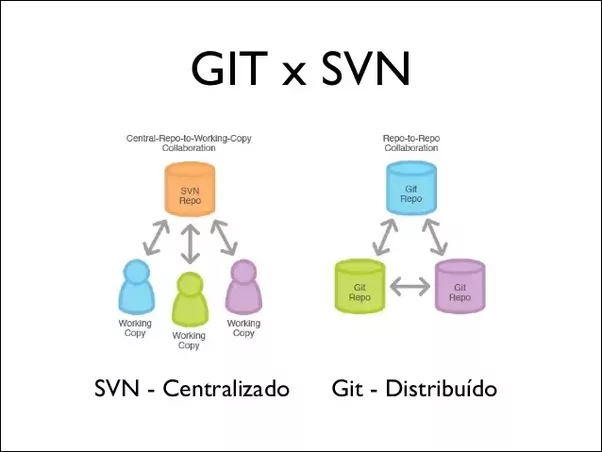 GIT x SVN
Central-Repo-to-Working-Copy
Collaboration
SVN
Repo
Working
Copy
Working
Copy
Working
Copy
SVN - Centralizado
Repo-to-Repo
Collaboration
Git
Repo
Git
Repo
Git
Repo
Git - Distribuído